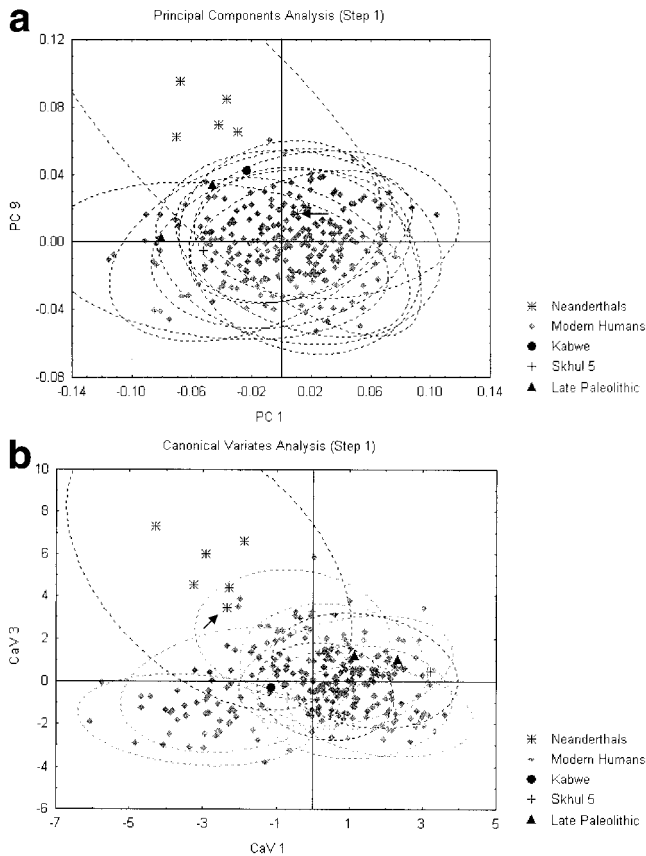 a
Principal Components Analysis (Step 1)
0.12
0.08
0.04
0.00
-0.04
-0.08
PC 9
-0.14 -0.10 -0.06 -0.02 0.02 0.06 0.10 0.14
PC 1
Neanderthals
Modern Humans
Kabwe
Skhul 5
Late Paleolithic
b
Canonical Variates Analysis (Step 1)
10
8
6
4
2
0
-2
-4
-6
CaV 3
-7 -5 -3 -1 1 3 5
CaV 1
Neanderthals
Modern Humans
Kabwe
Skhul 5
Late Paleolithic